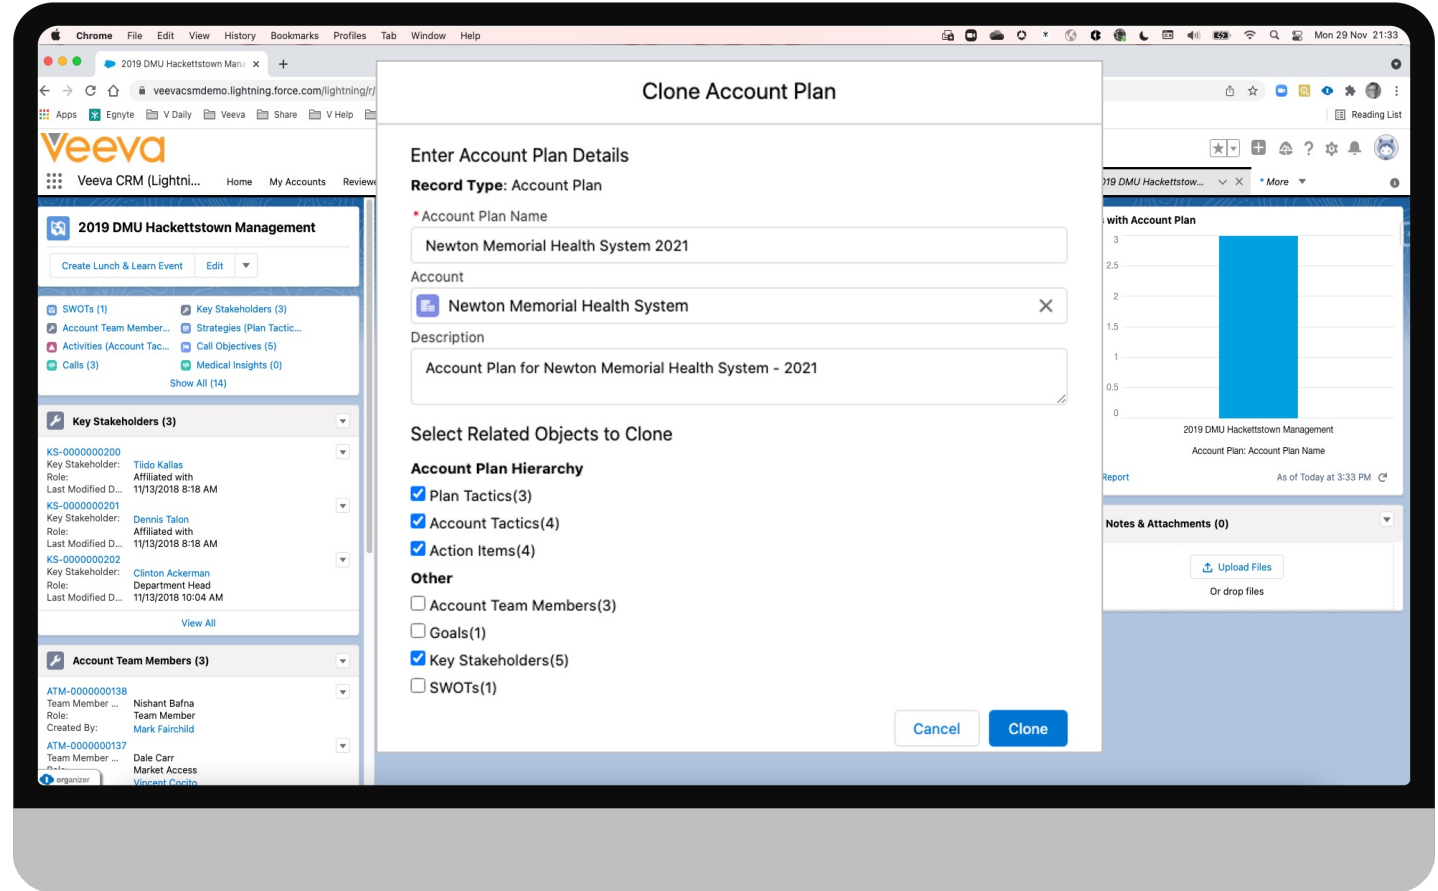 Chrome File Edit View History Bookmarks Profiles Tab Window Help
Mon 29 Nov 21:33
2019 DMU Hackettstown Mana
veevacsmdemo.lightning.force.com/lightning/r/
Apps Egnyte V Daily Veeva Share V Help
Reading List
Veeva
Veeva CRM (Lightni... Home My Accounts
019 DMU Hackettstow... * More
2019 DMU Hackettstown Management
Create Lunch & Learn Event Edit
SWOTs (1) Key Stakeholders (3)
Account Team Member... Strategies (Plan Tactic...
Activities (Account Tac... Call Objectives (5)
Calls (3) Medical Insights (0)
Show All (14)
Key Stakeholders (3)
KS-0000000200
Key Stakeholder: Tiido Kallas
Role: Affiliated with
Last Modified D... 11/13/2018 8:18 AM
KS-0000000201
Key Stakeholder: Dennis Talon
Role: Affiliated with
Last Modified D... 11/13/2018 8:18 AM
KS-0000000202
Key Stakeholder: Clinton Ackerman
Role: Department Head
Last Modified D... 11/13/2018 10:04 AM
View All
Account Team Members (3)
ATM-0000000138
Team Member ... Nishant Bafna
Role: Team Member
Created By: Mark Fairchild
ATM-0000000137
Team Member ... Dale Carr
Market Access
Vincent Cocito
organizer
Clone Account Plan
Enter Account Plan Details
Record Type: Account Plan
* Account Plan Name
Newton Memorial Health System 2021
Account
Newton Memorial Health System
Description
Account Plan for Newton Memorial Health System - 2021
Select Related Objects to Clone
Account Plan Hierarchy
Plan Tactics(3)
Account Tactics(4)
Action Items(4)
Other
Account Team Members(3)
Goals(1)
Key Stakeholders(5)
SWOTs(1)
Cancel Clone
with Account Plan
3
2.5
2
1.5
1
0.5
0
2019 DMU Hackettstown Management
Account Plan: Account Plan Name
Report As of Today at 3:33 PM
Notes & Attachments (0)
Upload Files
Or drop files